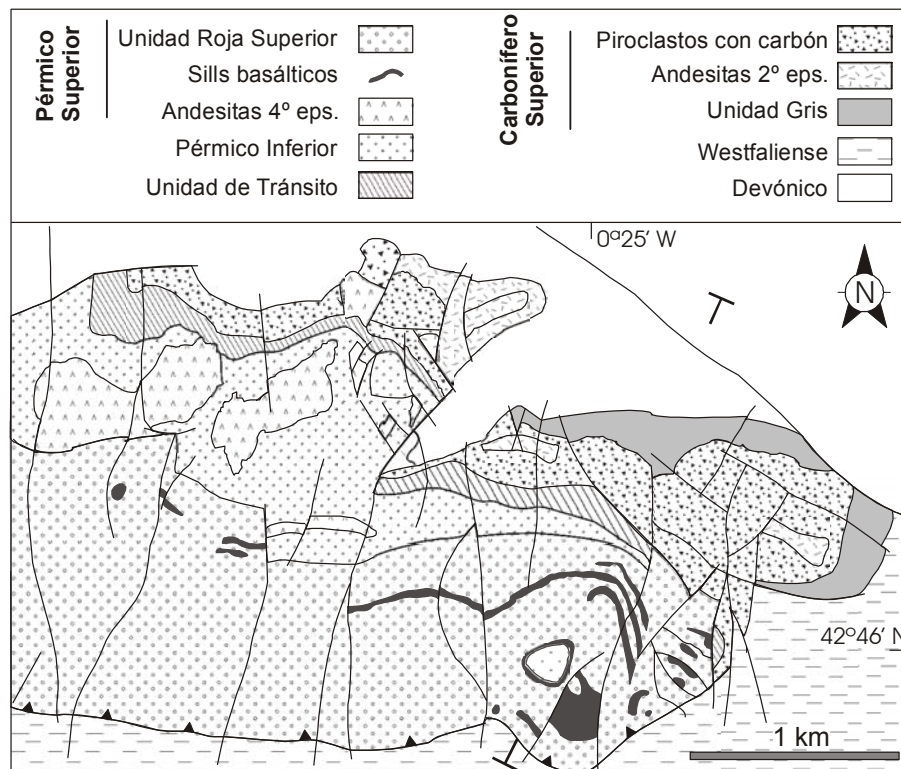 Pérmico Superior
Unidad Roja Superior
Sills basálticos
Andesitas 4º eps.
Pérmico Inferior
Unidad de Tránsito
Carbonífero Superior
Piroclastos con carbón
Andesitas 2º eps.
Unidad Gris
Westfaliense
Devónico
0º25' W
N
42º46' N
1 km